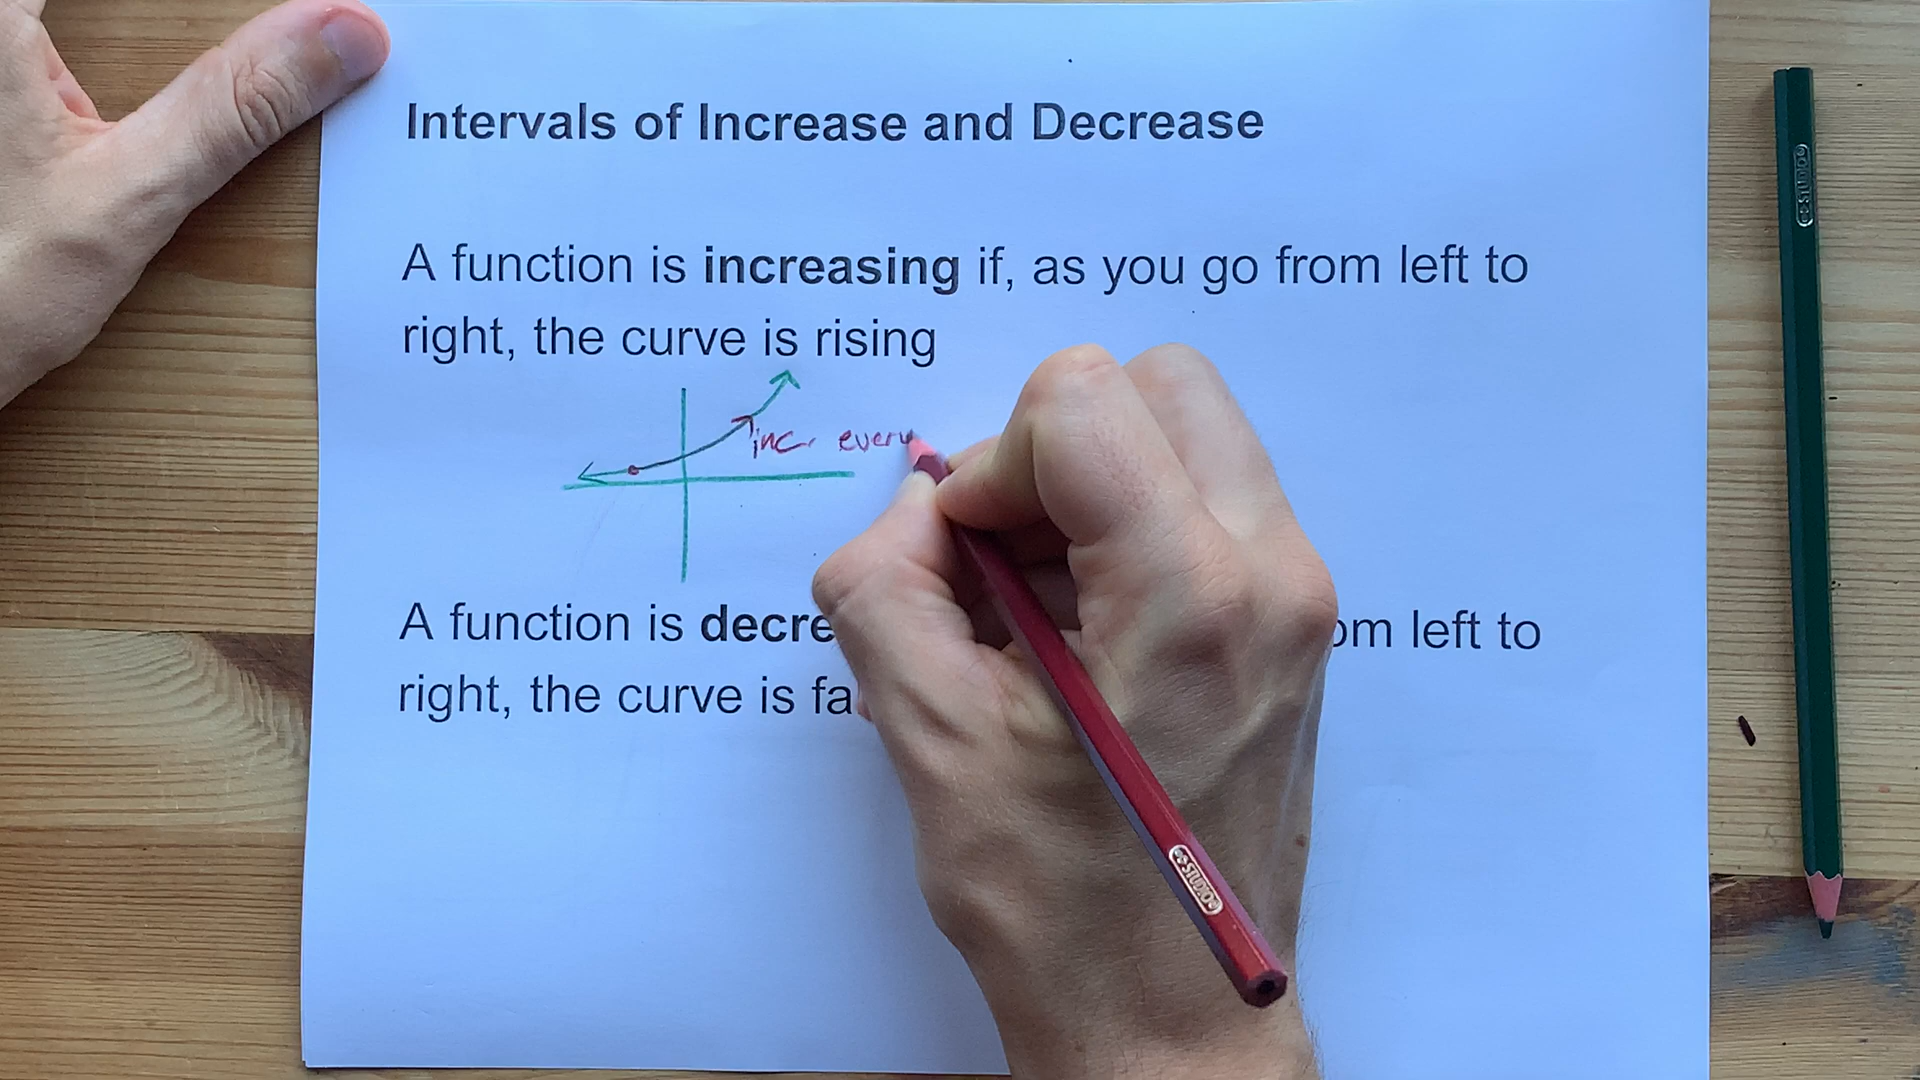 Intervals of Increase and Decrease
A function is increasing if, as you go from left to
right, the curve is rising
inc. every
A function is decre om left to
right, the curve is fa
STUDIO
STUDIO